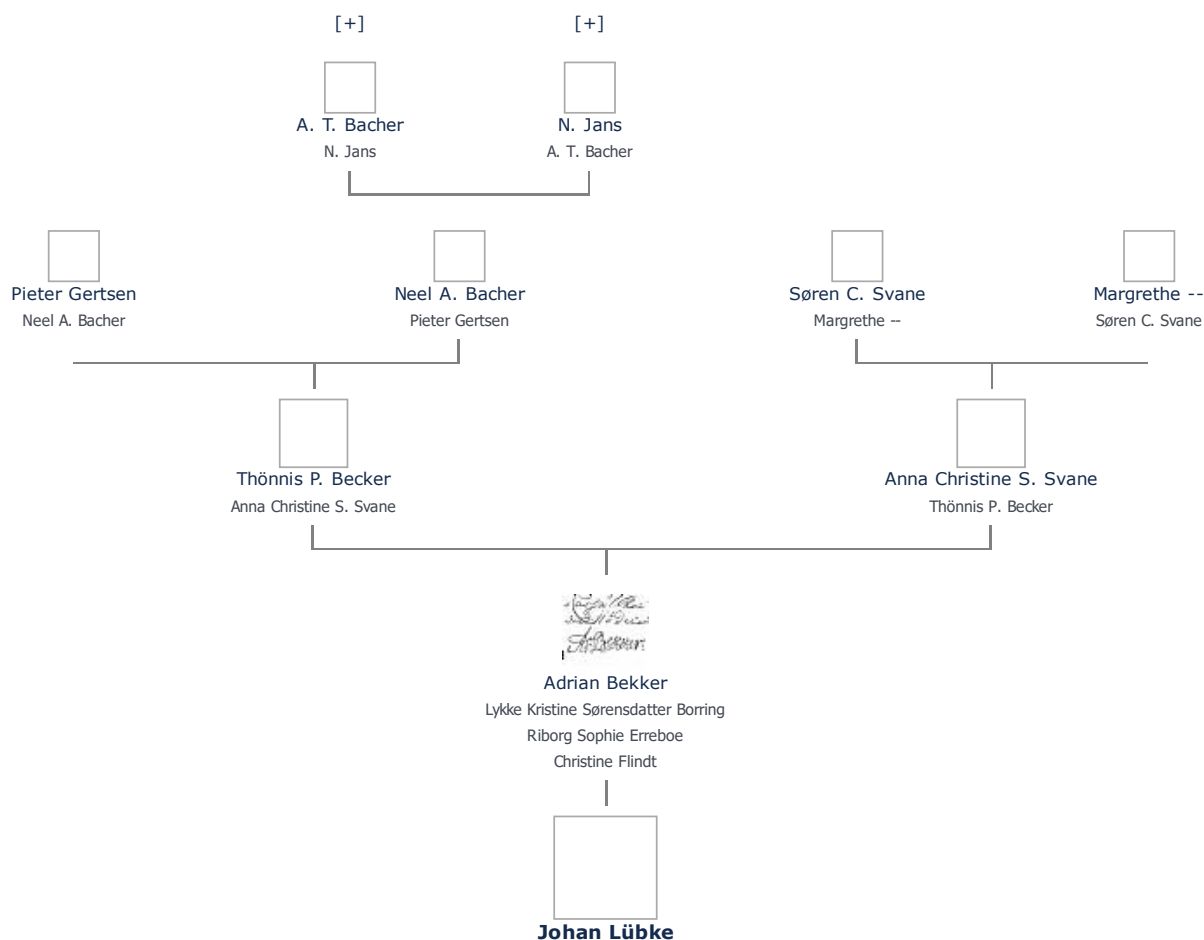 [+]
[+]
A. T. Bacher
N. Jans
N. Jans
A. T. Bacher
Pieter Gertsen
Neel A. Bacher
Neel A. Bacher
Pieter Gertsen
Søren C. Svane
Margrethe --
Margrethe --
Søren C. Svane
Thönnis P. Becker
Anna Christine S. Svane
Anna Christine S. Svane
Thönnis P. Becker
Adrian Bekker
Lykke Kristine Sørensdatter Borring
Riborg Sophie Erreboe
Christine Flindt
Johan Lübke